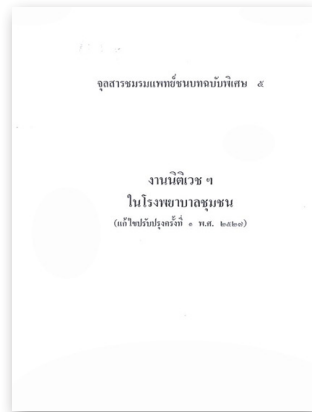 จุลสารชมรมแพทย์ชนบทฉบับพิเศษ ๕
งานนิติเวช ฯ
ในโรงพยาบาลชุมชน
(แก้ไขปรับปรุงครั้งที่ ๑ พ.ศ. ๒๕๒๗)